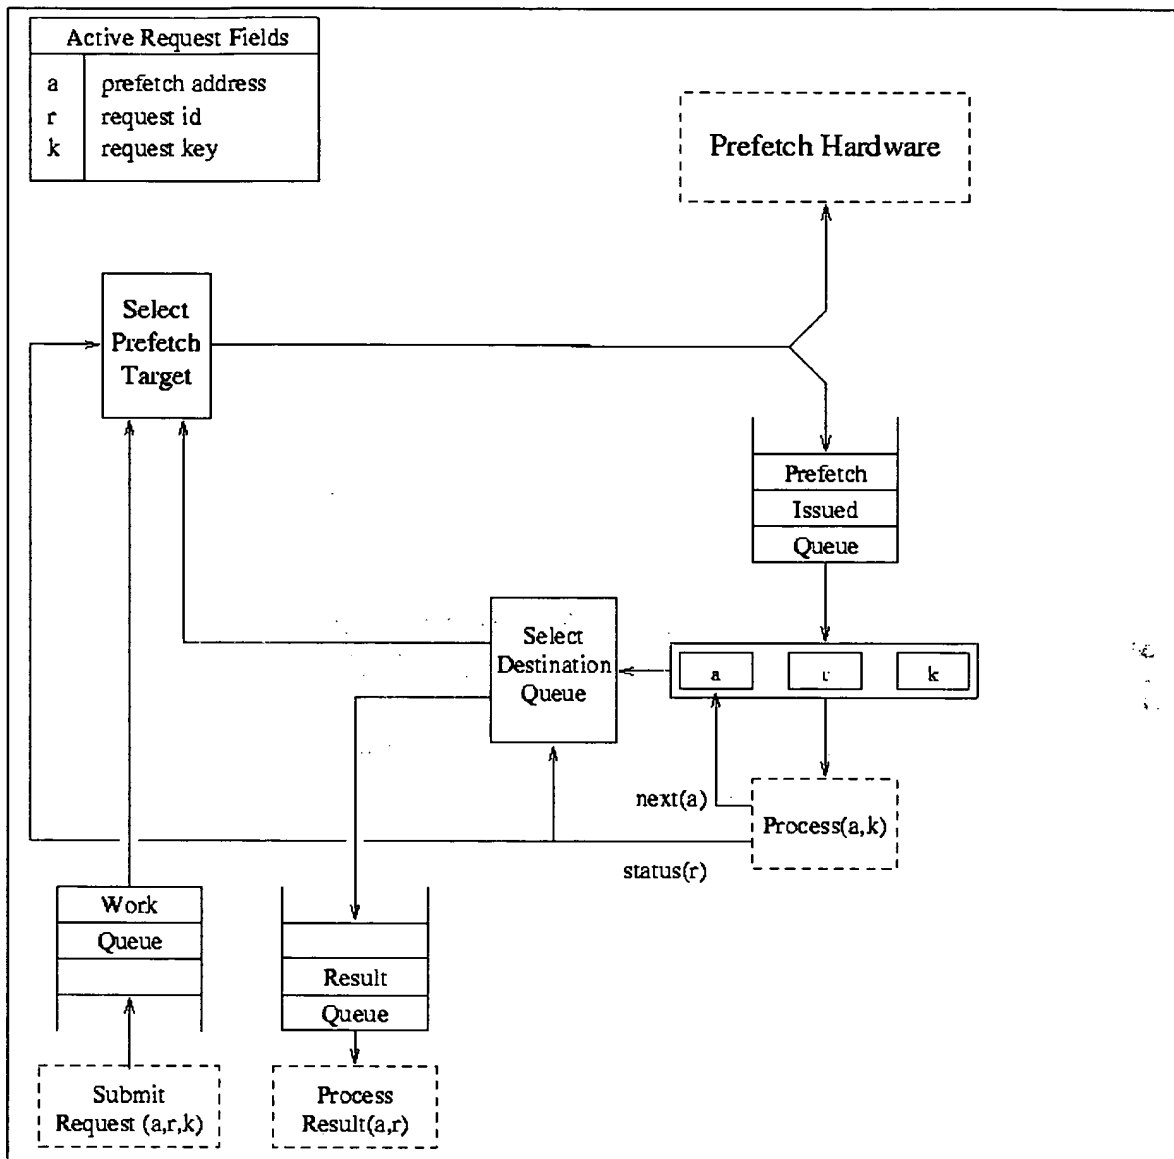 Active Request Fields
a prefetch address
r request id
k request key
Prefetch Hardware
Select
Prefetch
Target
Prefetch
Issued
Queue
Select
Destination
Queue
a r k
next(a)
Process(a,k)
status(r)
Work
Queue
Result
Queue
Submit
Request (a,r,k)
Process
Result(a,r)